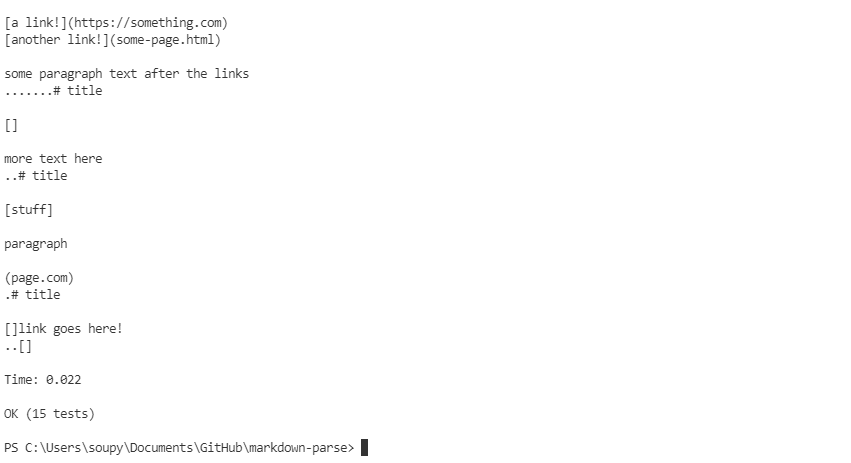 [a link!](https://something.com)
[another link!](some-page.html)
some paragraph text after the links
.......# title
[]
more text here
..# title
[stuff]
paragraph
(page.com)
.# title
[]link goes here!
..[]
Time: 0.022
OK (15 tests)
PS C:\Users\soupy\Documents\GitHub\markdown-parse>